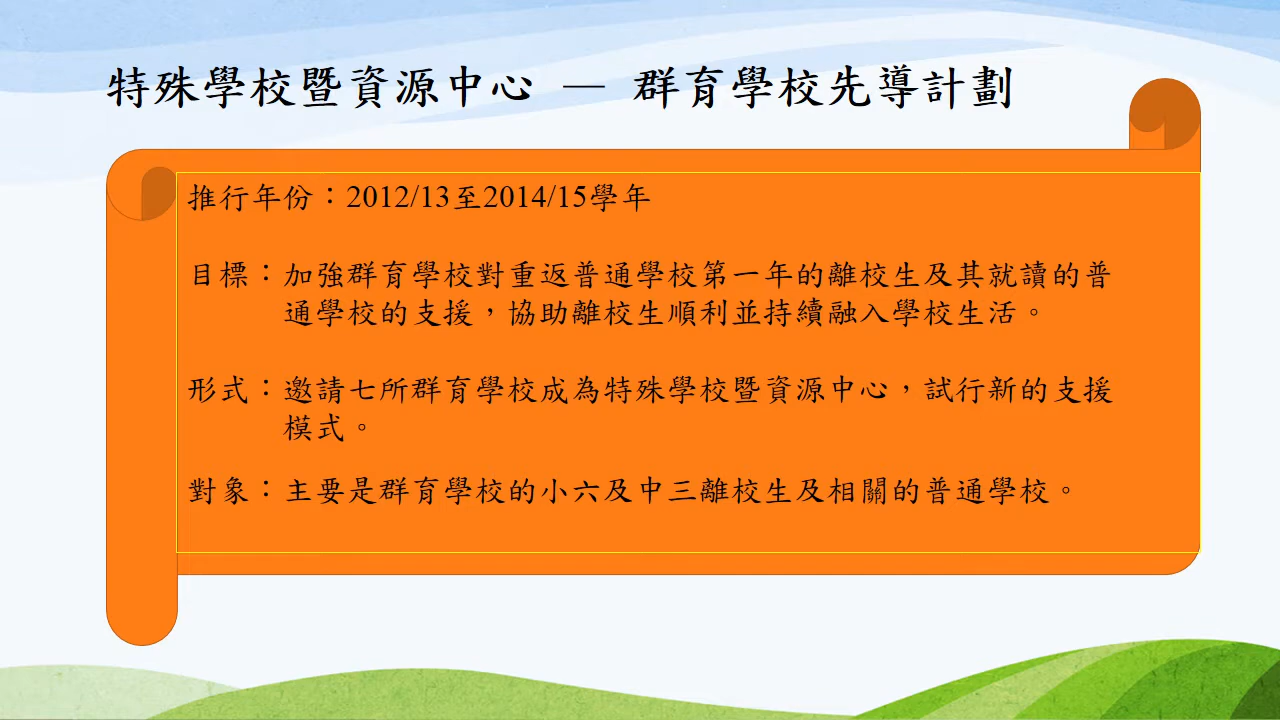 特殊學校暨資源中心 — 群育學校先導計劃
推行年份：2012/13至2014/15學年
目標：加強群育學校對重返普通學校第一年的離校生及其就讀的普
通學校的支援，協助離校生順利並持續融入學校生活。
形式：邀請七所群育學校成為特殊學校暨資源中心，試行新的支援
模式。
對象：主要是群育學校的小六及中三離校生及相關的普通學校。